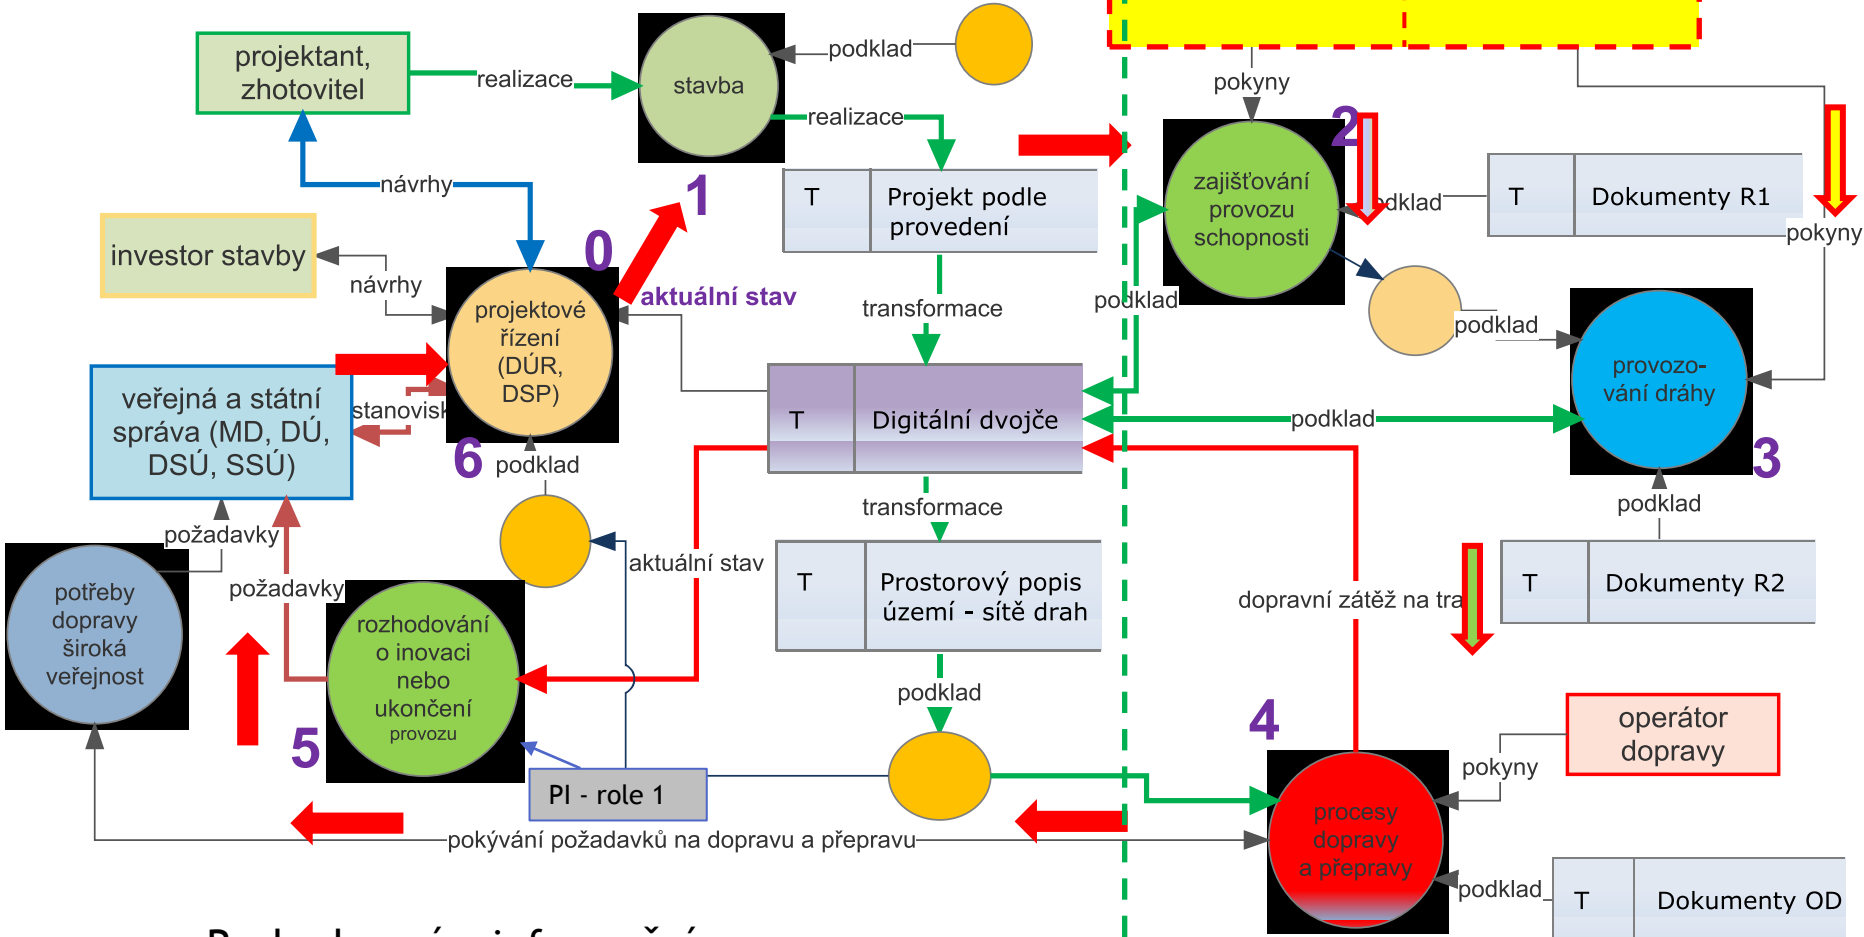 projektant,
zhotovitel
realizace
stavba
podklad
realizace
pokyny
návrhy
1
T
Projekt podle
provedení
2
zajišťování
provozu
schopnosti
podklad
T
Dokumenty R1
pokyny
investor stavby
návrhy
0
aktuální stav
projektové
řízení
(DÚR,
DSP)
transformace
podklad
podklad
provozo-
vání dráhy
veřejná a státní
správa (MD, DÚ,
DSÚ, SSÚ)
stanovisk
6
podklad
T
Digitální dvojče
podklad
3
požadavky
transformace
podklad
potřeby
dopravy
široká
veřejnost
požadavky
aktuální stav
rozhodování
o inovaci
nebo
ukončení
provozu
5
T
Prostorový popis
území - sítě drah
dopravní zátěž na tra
T
Dokumenty R2
podklad
4
operátor
dopravy
pokyny
PI - role 1
procesy
dopravy
a přepravy
pokývání požadavků na dopravu a přepravu
podklad
T
Dokumenty OD